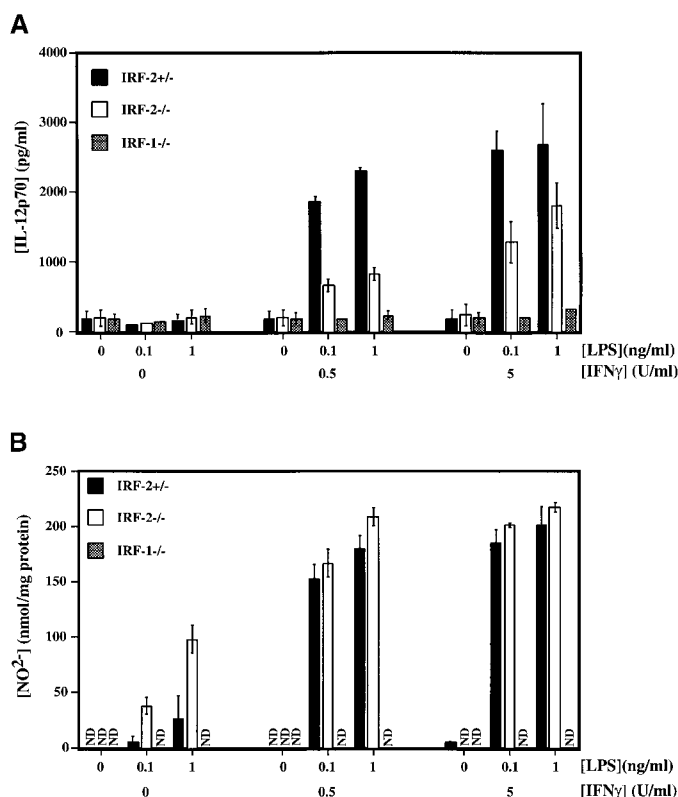 A
4000
3000
2000
1000
0
[IL-12p70] (pg/ml)
IRF-2+/-
IRF-2-/-
IRF-1-/-
0 0.1 1 0 0.1 1 0 0.1 1 [LPS](ng/ml)
0 0.5 5 [IFNγ] (U/ml)
B
250
200
150
100
50
0
[NO2-] (nmol/mg protein)
IRF-2+/-
IRF-2-/-
IRF-1-/-
ND ND ND ND ND ND ND ND ND ND ND ND ND ND
0 0.1 1 0 0.1 1 0 0.1 1 [LPS](ng/ml)
0 0.5 5 [IFNγ] (U/ml)